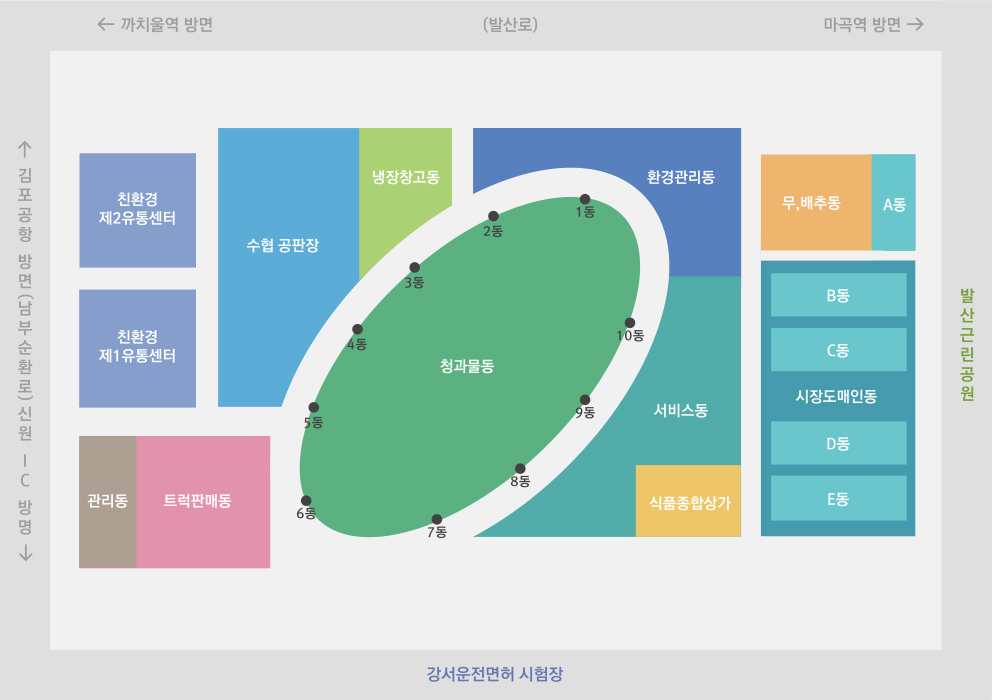 ← 까치울역 방면
(발산로)
마곡역 방면 →
← 김포공항 방면(남부순환로)신원 IC 방명 →
친환경
제2유통센터
수협 공판장
냉장창고동
환경관리동
무,배추동
A동
1동
2동
3동
4동
5동
6동
7동
8동
9동
10동
청과물동
친환경
제1유통센터
B동
C동
시장도매인동
D동
E동
서비스동
식품종합상가
관리동
트럭판매동
발산근린공원
강서운전면허 시험장